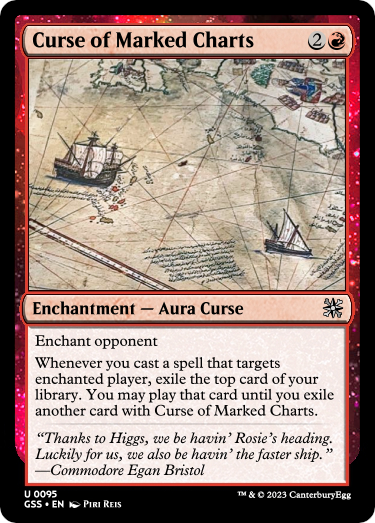 Curse of Marked Charts 2
Enchantment — Aura Curse
Enchant opponent
Whenever you cast a spell that targets
enchanted player, exile the top card of your
library. You may play that card until you exile
another card with Curse of Marked Charts.
“Thanks to Higgs, we be havin’ Rosie’s heading.
Luckily for us, we also be havin’ the faster ship.”
—Commodore Egan Bristol
U 0095
GSS • EN Piri Reis
™ & © 2023 CanterburyEgg